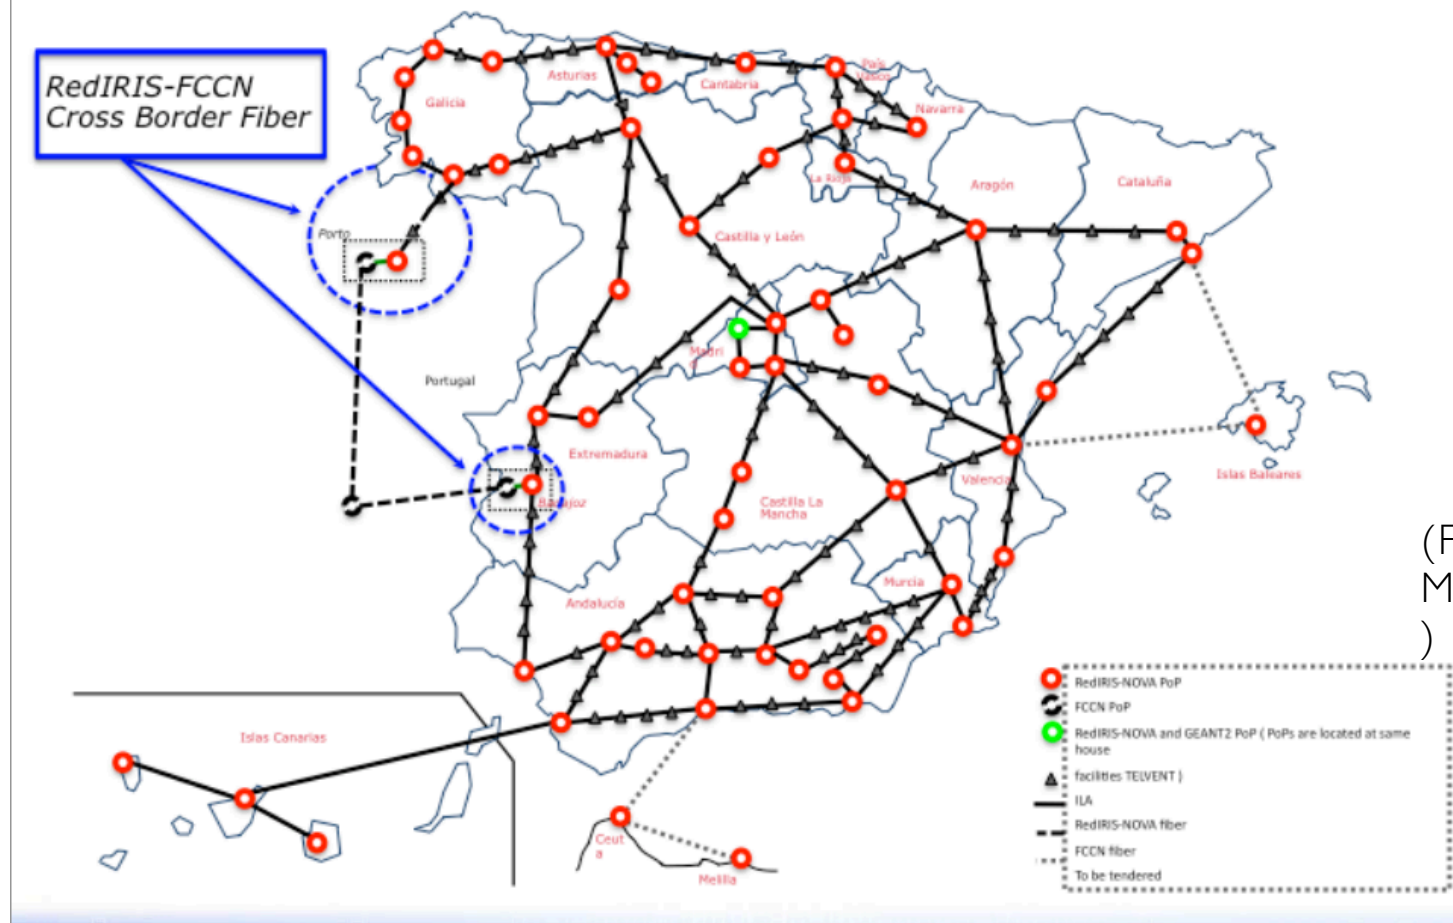 RedIRIS-FCCN
Cross Border Fiber
Galicia
Asturias
Cantabria
País
Vasco
Navarra
La Rioja
Aragón
Cataluña
Castilla y León
Porto
Portugal
Madri
d
Extremadura
Badajoz
Castilla La
Mancha
Valencia
Islas Baleares
Murcia
Andalucía
Islas Canarias
Ceut
a
Melilla
(F
M
)
RedIRIS-NOVA PoP
FCCN PoP
RedIRIS-NOVA and GEANT2 PoP ( PoPs are located at same
house
facilities TELVENT )
ILA
RedIRIS-NOVA fiber
FCCN fiber
To be tendered